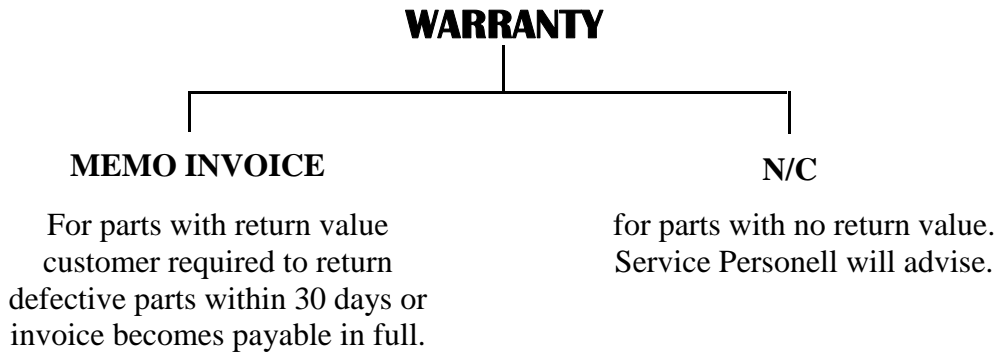 WARRANTY
MEMO INVOICE
For parts with return value
customer required to return
defective parts within 30 days or
invoice becomes payable in full.
N/C
for parts with no return value.
Service Personell will advise.